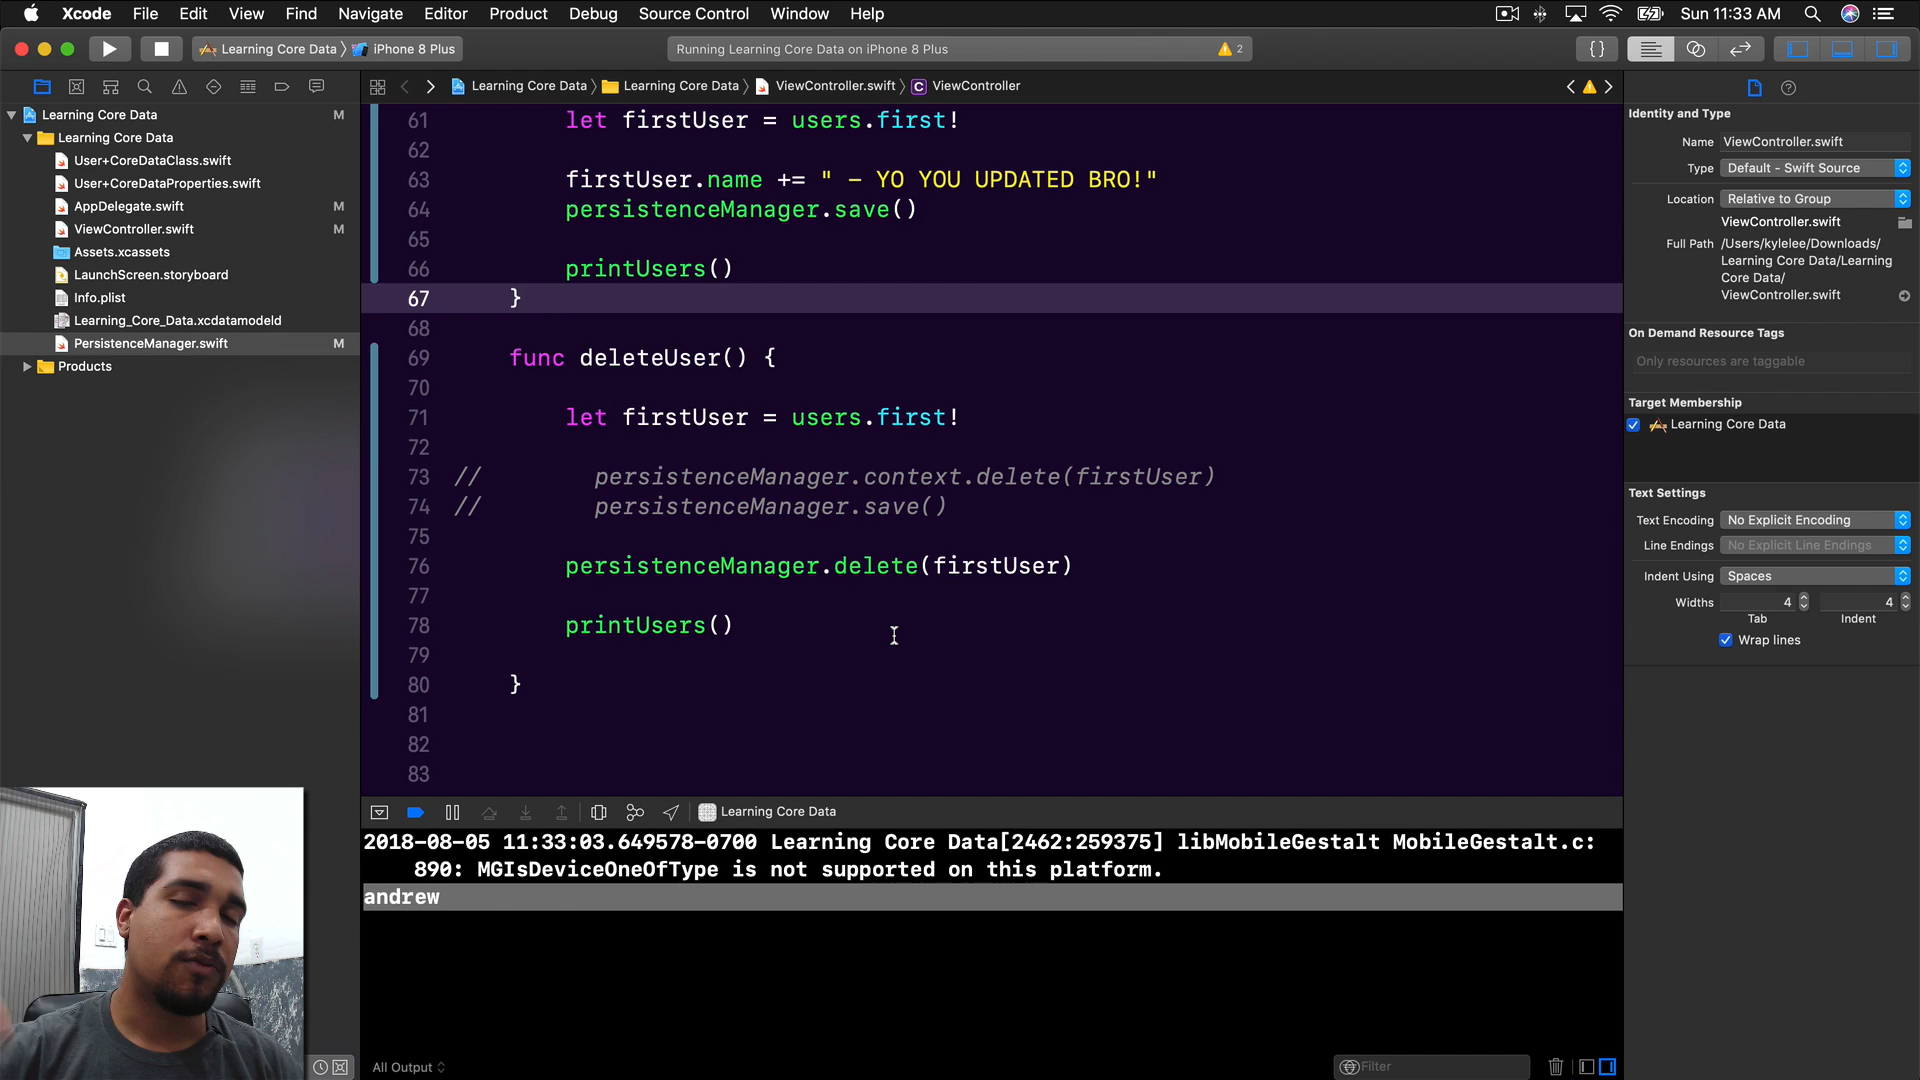 Xcode File Edit View Find Navigate Editor Product Debug Source Control Window Help Sun 11:33 AM
Learning Core Data iPhone 8 Plus Running Learning Core Data on iPhone 8 Plus 2 {}
Learning Core Data Learning Core Data ViewController.swift C ViewController
Learning Core Data M
Learning Core Data
User+CoreDataClass.swift
User+CoreDataProperties.swift
AppDelegate.swift M
ViewController.swift M
Assets.xcassets
LaunchScreen.storyboard
Info.plist
Learning_Core_Data.xcdatamodeld
PersistenceManager.swift M
Products
61 let firstUser = users.first!
62
63 firstUser.name += " - YO YOU UPDATED BRO!"
64 persistenceManager.save()
65
66 printUsers()
67 }
68
69 func deleteUser() {
70
71 let firstUser = users.first!
72
73 // persistenceManager.context.delete(firstUser)
74 // persistenceManager.save()
75
76 persistenceManager.delete(firstUser)
77
78 printUsers()
79
80 }
81
82
83
Learning Core Data
2018-08-05 11:33:03.649578-0700 Learning Core Data[2462:259375] libMobileGestalt MobileGestalt.c:
890: MGIsDeviceOneOfType is not supported on this platform.
andrew
All Output Filter
Identity and Type
Name ViewController.swift
Type Default - Swift Source
Location Relative to Group
ViewController.swift
Full Path /Users/kylelee/Downloads/
Learning Core Data/Learning
Core Data/
ViewController.swift
On Demand Resource Tags
Only resources are taggable
Target Membership
Learning Core Data
Text Settings
Text Encoding No Explicit Encoding
Line Endings No Explicit Line Endings
Indent Using Spaces
Widths 4 4
Tab Indent
Wrap lines